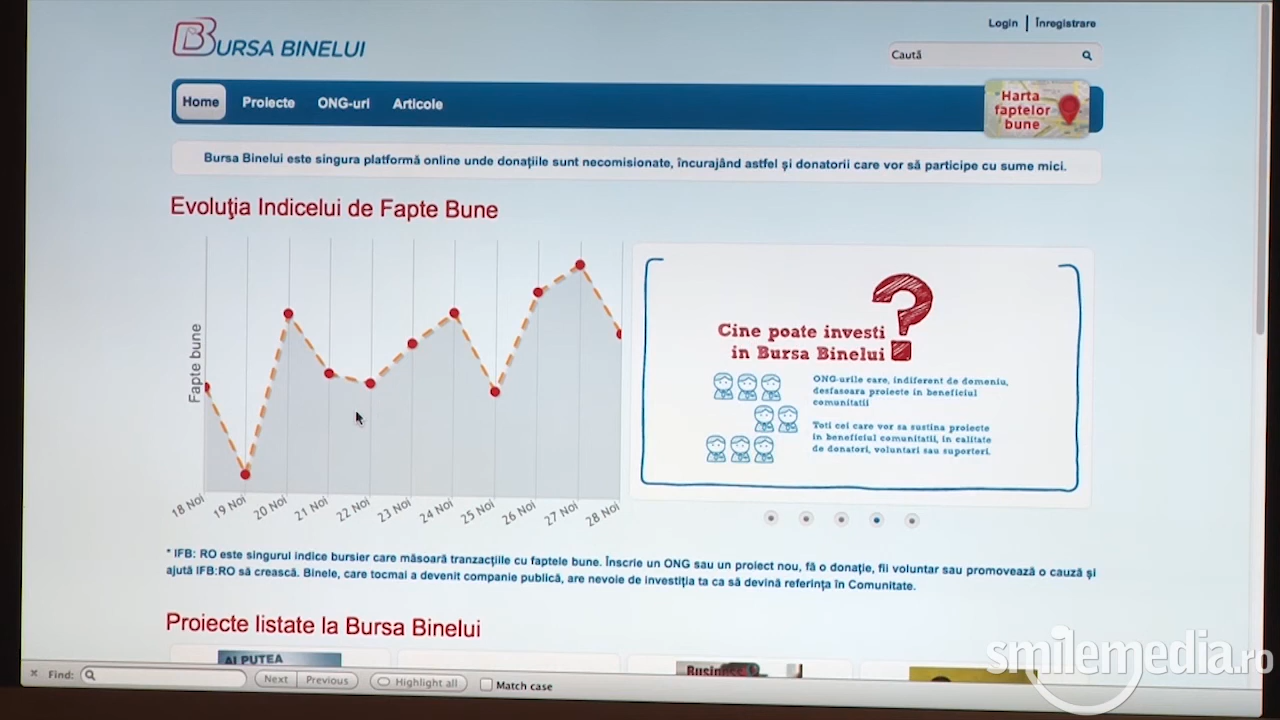 BURSA BINELUI
Login | Înregistrare
Caută
Home Proiecte ONG-uri Articole
Harta
faptelor
bune
Bursa Binelui este singura platformă online unde donațiile sunt necomisionate, încurajând astfel și donatorii care vor să participe cu sume mici.
Evoluţia Indicelui de Fapte Bune
Fapte bune
18 Noi 19 Noi 20 Noi 21 Noi 22 Noi 23 Noi 24 Noi 25 Noi 26 Noi 27 Noi 28 Noi
Cine poate investi
in Bursa Binelui
?
ONG-urile care, indiferent de domeniu,
desfasoara proiecte in beneficiul
comunitatii
Toti cei care vor sa sustina proiecte
in beneficiul comunitatii, in calitate
de donatori, voluntari sau suporteri.
* IFB: RO este singurul indice bursier care măsoară tranzacțiile cu faptele bune. Înscrie un ONG sau un proiect nou, fă o donație, fii voluntar sau promovează o cauză și
ajută IFB:RO să crească. Binele, care tocmai a devenit companie publică, are nevoie de investiția ta ca să devină referința în Comunitate.
Proiecte listate la Bursa Binelui
AI PUTEA
Business
x Find: Next Previous Highlight all Match case
smilemedia.ro